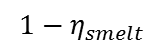 1 − η_smelt